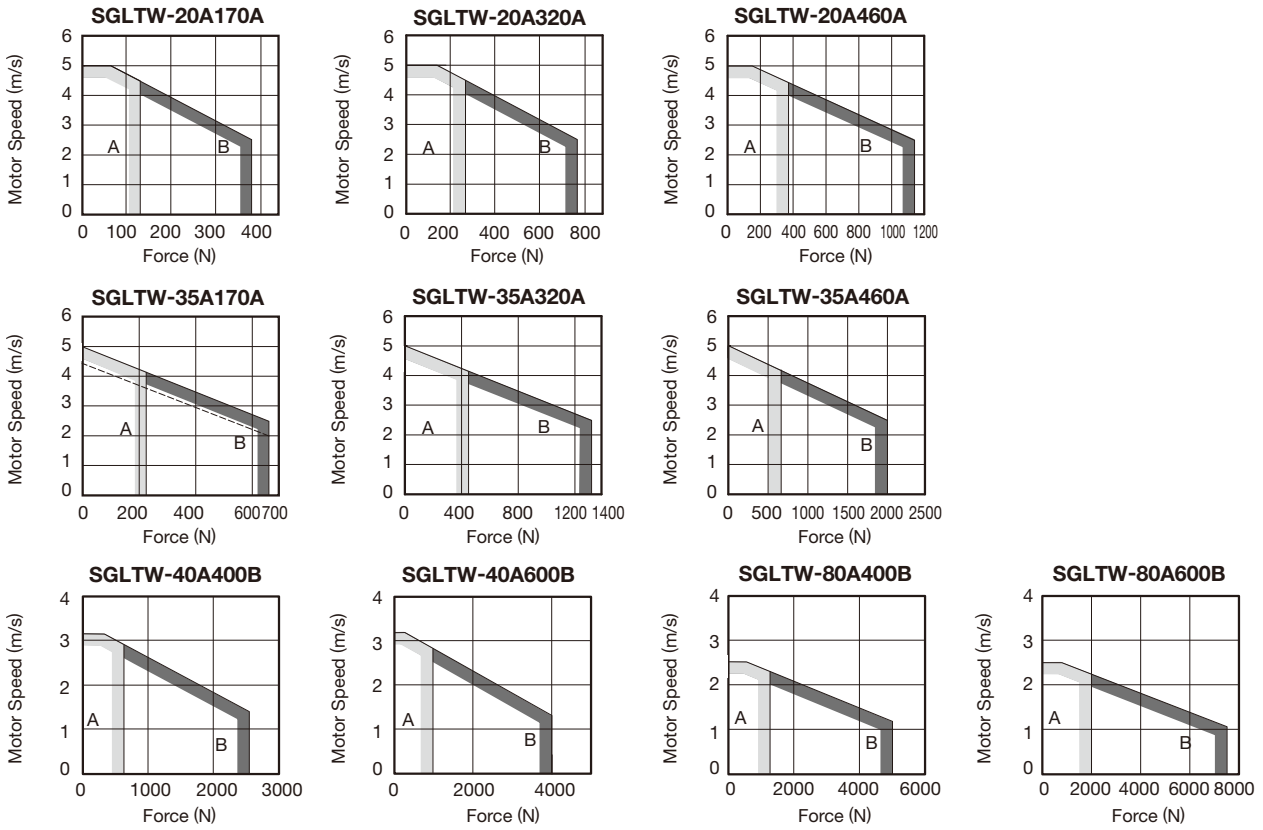 SGLTW-20A170A
Motor Speed (m/s)
6
5
4
3
2
1
0
A
B
0 100 200 300 400
Force (N)
SGLTW-20A320A
Motor Speed (m/s)
6
5
4
3
2
1
0
A
B
0 200 400 600 800
Force (N)
SGLTW-20A460A
Motor Speed (m/s)
6
5
4
3
2
1
0
A
B
0 200 400 600 800 1000 1200
Force (N)
SGLTW-35A170A
Motor Speed (m/s)
6
5
4
3
2
1
0
A
B
0 200 400 600 700
Force (N)
SGLTW-35A320A
Motor Speed (m/s)
6
5
4
3
2
1
0
A
B
0 400 800 1200 1400
Force (N)
SGLTW-35A460A
Motor Speed (m/s)
6
5
4
3
2
1
0
A
B
0 500 1000 1500 2000 2500
Force (N)
SGLTW-40A400B
Motor Speed (m/s)
4
3
2
1
0
A
B
0 1000 2000 3000
Force (N)
SGLTW-40A600B
Motor Speed (m/s)
4
3
2
1
0
A
B
0 2000 4000
Force (N)
SGLTW-80A400B
Motor Speed (m/s)
4
3
2
1
0
A
B
0 2000 4000 6000
Force (N)
SGLTW-80A600B
Motor Speed (m/s)
4
3
2
1
0
A
B
0 2000 4000 6000 8000
Force (N)